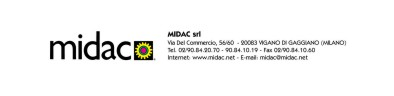 midac
MIDAC srl
Via Del Commercio, 56/60 - 20083 VIGANO DI GAGGIANO (MILANO)
Tel. 02/90.84.20.70 - 90.84.10.19 - Fax 02/90.84.10.60
Internet: www.midac.net - E-mail: midac@midac.net